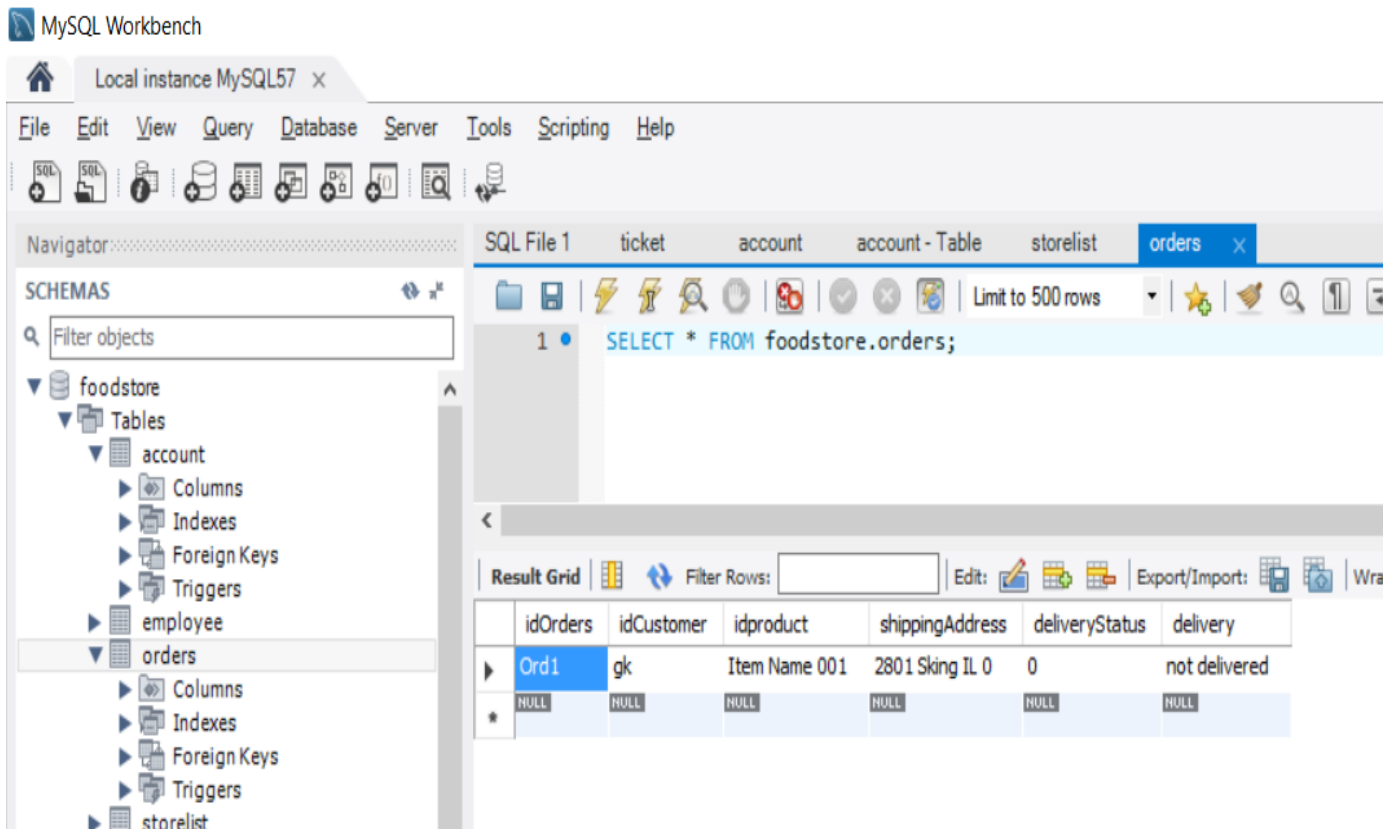 MySQL Workbench
Local instance MySQL57 ×
File Edit View Query Database Server Tools Scripting Help
Navigator
SCHEMAS
Filter objects
foodstore
Tables
account
Columns
Indexes
Foreign Keys
Triggers
employee
orders
Columns
Indexes
Foreign Keys
Triggers
storelist
SQL File 1 ticket account account - Table storelist orders ×
Limit to 500 rows
1 SELECT * FROM foodstore.orders;
Result Grid Filter Rows: Edit: Export/Import: Wra
idOrders idCustomer idproduct shippingAddress deliveryStatus delivery
Ord1 gk Item Name 001 2801 Sking IL 0 0 not delivered
NULL NULL NULL NULL NULL NULL